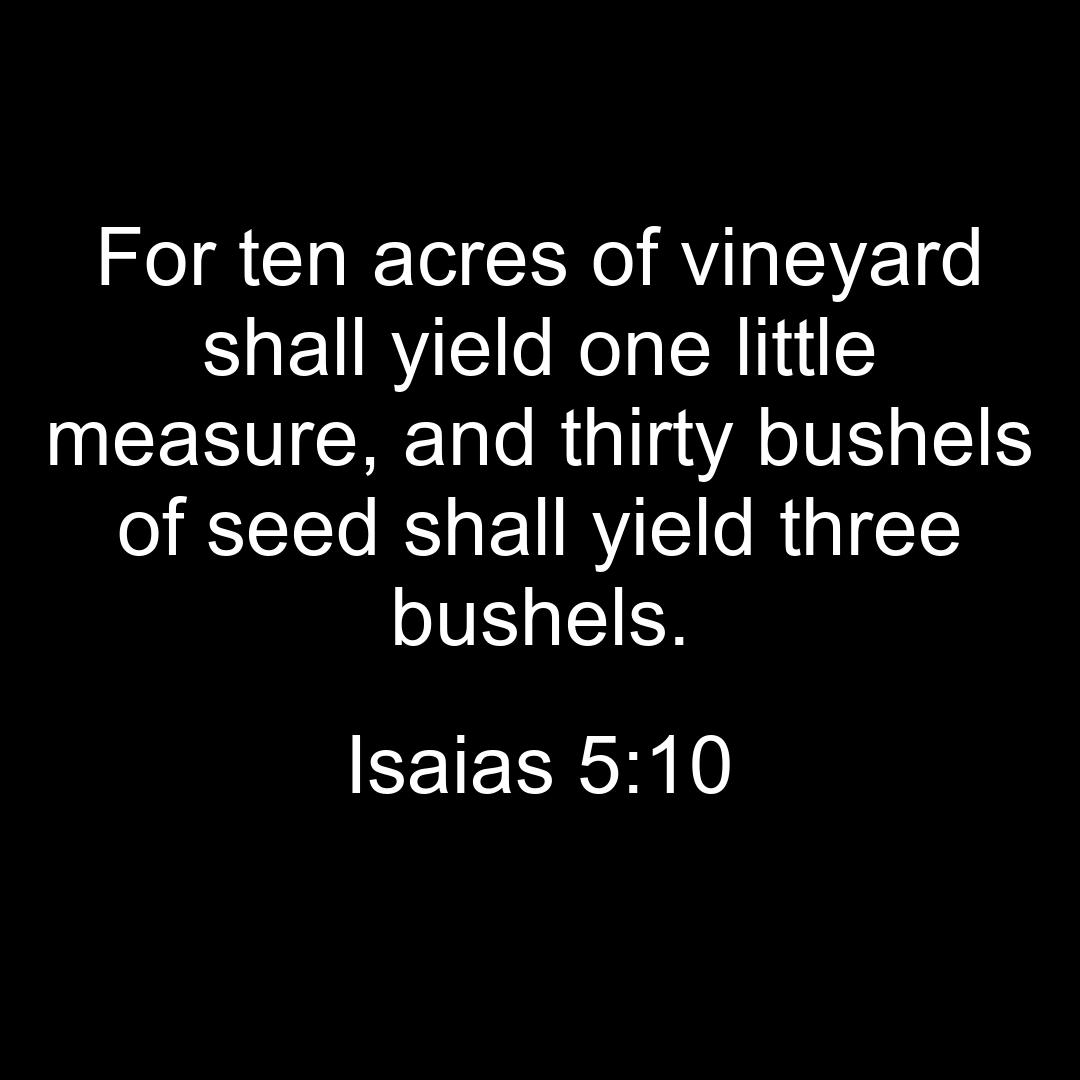 For ten acres of vineyard
shall yield one little
measure, and thirty bushels
of seed shall yield three
bushels.
Isaias 5:10